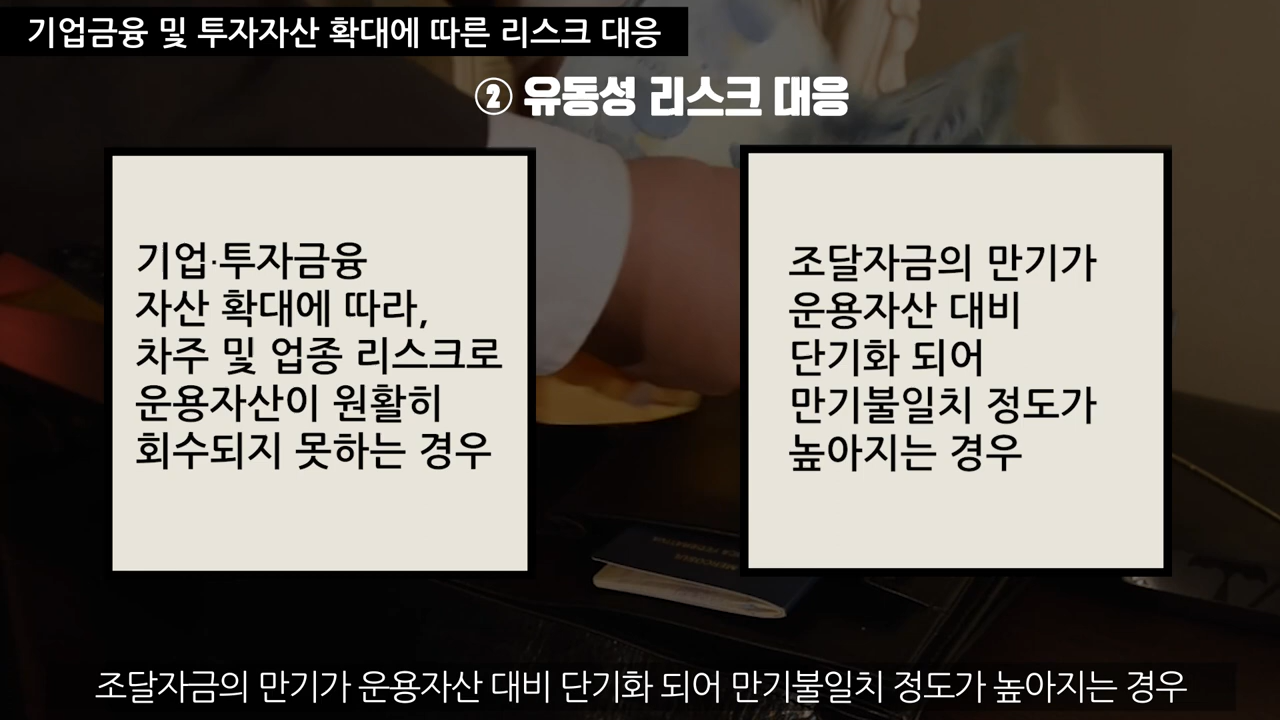 기업금융 및 투자자산 확대에 따른 리스크 대응
② 유동성 리스크 대응
기업·투자금융
자산 확대에 따라,
차주 및 업종 리스크로
운용자산이 원활히
회수되지 못하는 경우
조달자금의 만기가
운용자산 대비
단기화 되어
만기불일치 정도가
높아지는 경우
MERCOSUL
조달자금의 만기가 운용자산 대비 단기화 되어 만기불일치 정도가 높아지는 경우